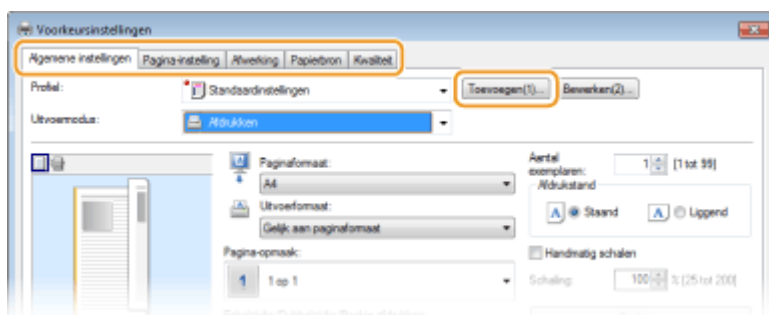 Voorkeursinstellingen
Algemene instellingen Pagina-instelling Afwerking Papierbron Kwaliteit
Profiel: Standaardinstellingen Toevoegen(1)... Bewerken(2)...
Uitvoermodus: Afdrukken
Paginaformaat:
A4
Uitvoerformaat:
Gelijk aan paginaformaat
Pagina-opmaak:
1 1 op 1
Aantal exemplaren: 1 [1 tot 99]
Afdrukstand
A Staand A Liggend
Handmatig schalen
Schaling: 100 % [25 tot 200]